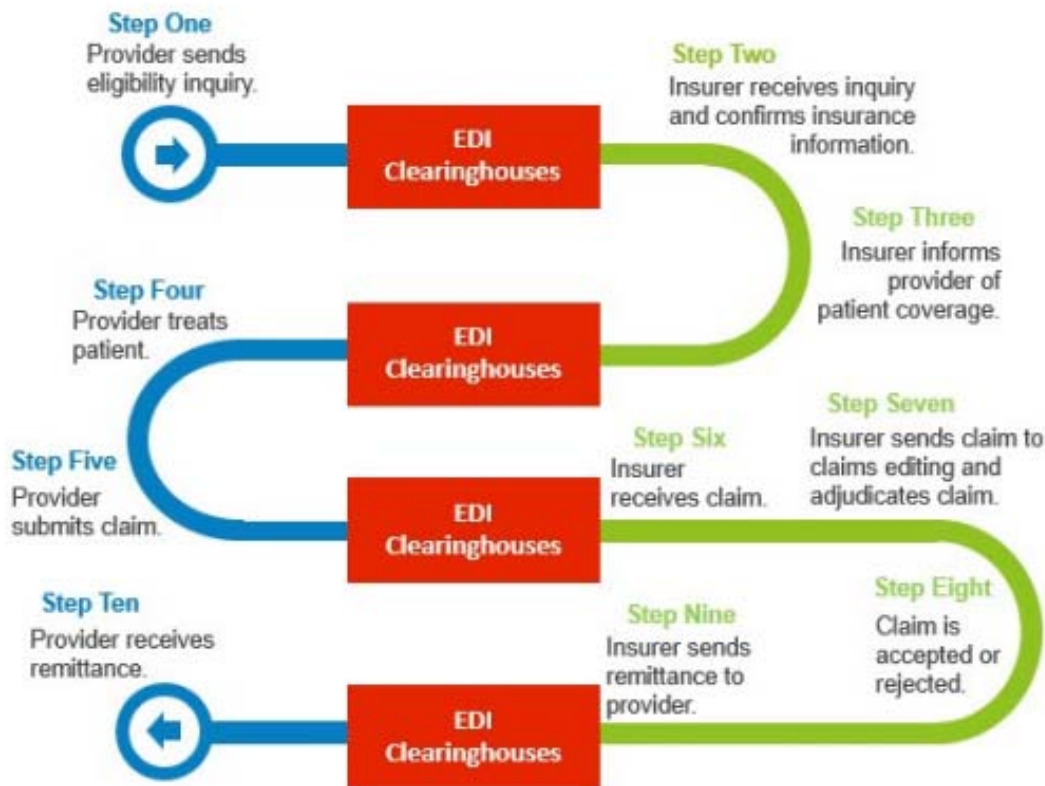 Step One
Provider sends
eligibility inquiry.
EDI
Clearinghouses
Step Two
Insurer receives inquiry
and confirms insurance
information.
Step Three
Insurer informs
provider of
patient coverage.
EDI
Clearinghouses
Step Four
Provider treats
patient.
Step Five
Provider
submits claim.
EDI
Clearinghouses
Step Six
Insurer
receives claim.
Step Seven
Insurer sends claim to
claims editing and
adjudicates claim.
Step Eight
Claim is
accepted or
rejected.
Step Nine
Insurer sends
remittance to
provider.
EDI
Clearinghouses
Step Ten
Provider receives
remittance.